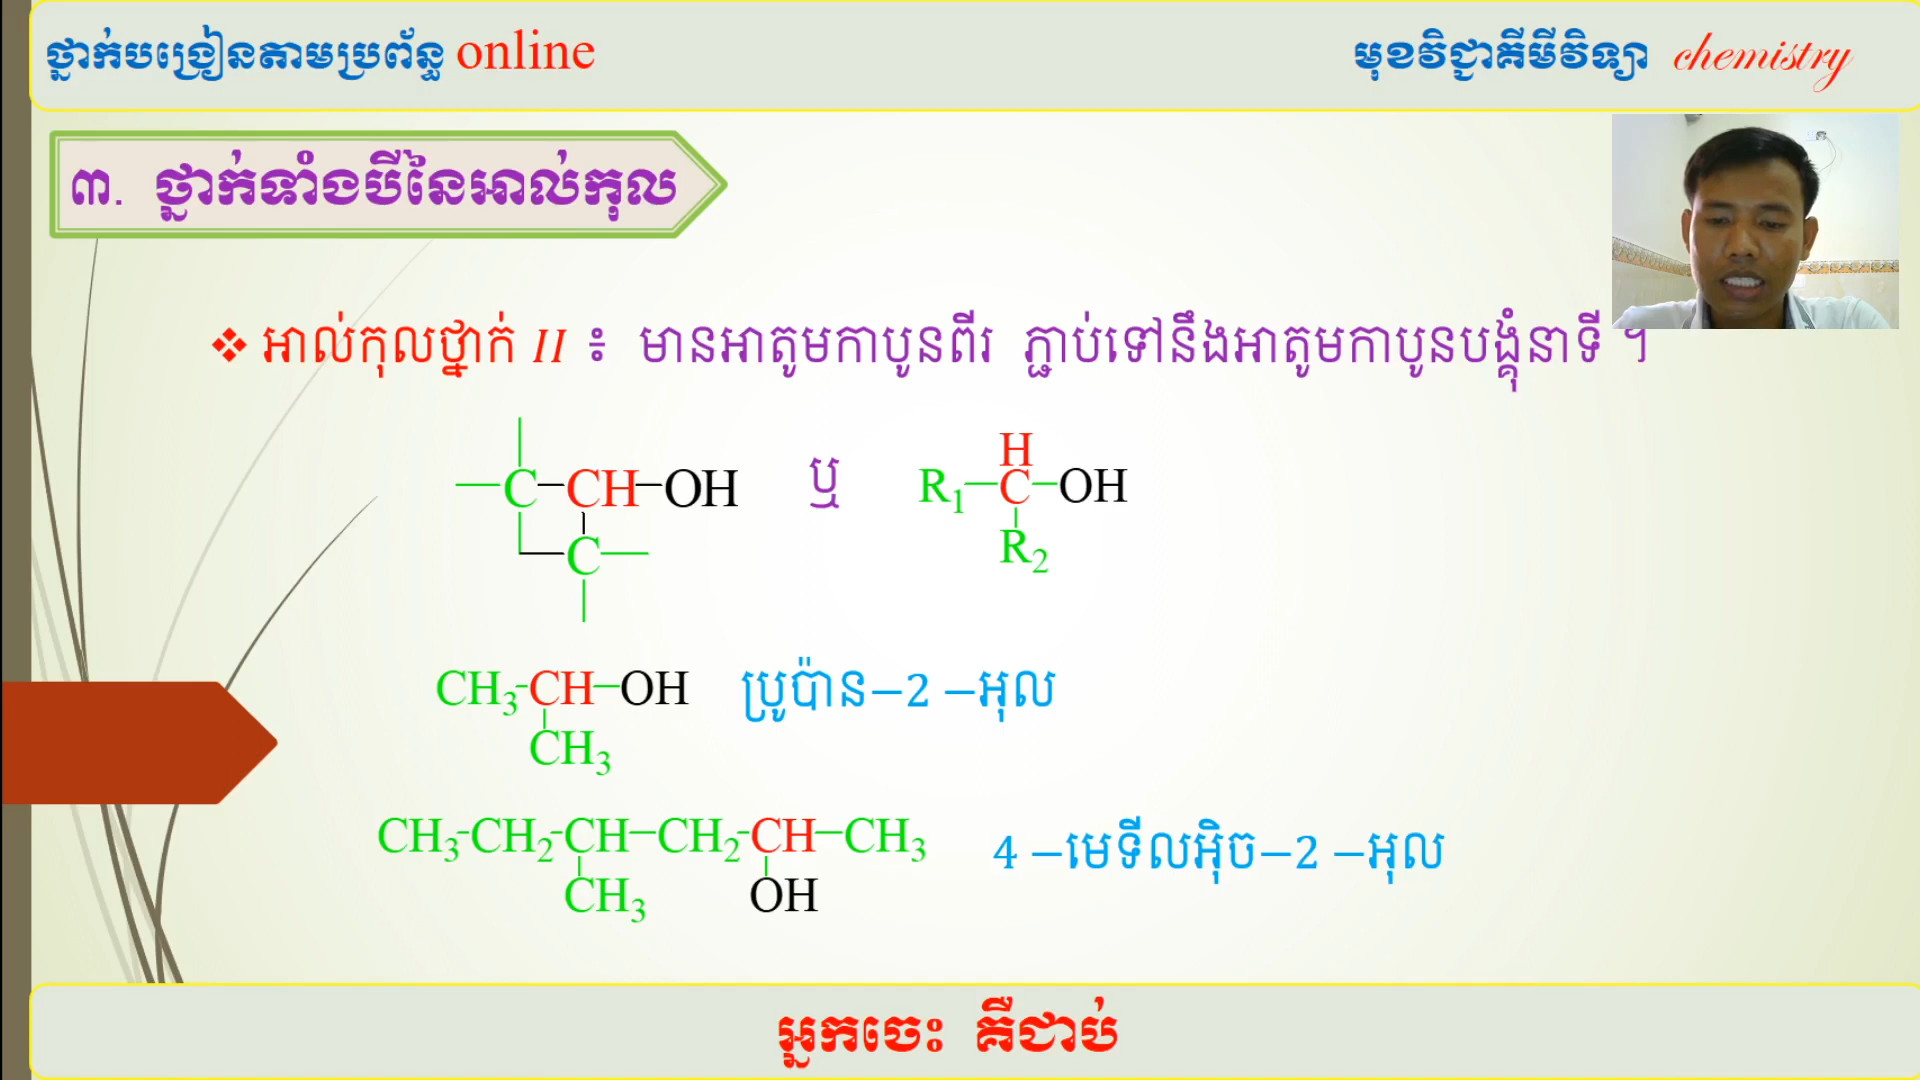 ថ្នាក់បង្រៀនតាមប្រព័ន្ធ online
មុខវិជ្ជាគីមីវិទ្យា chemistry
៣. ថ្នាក់ទាំងបីនៃអាល់កុល
❖ អាល់កុលថ្នាក់ II ៖ មានអាតូមកាបូនពីរ ភ្ជាប់ទៅនឹងអាតូមកាបូនបង្គុំនាទី ។
H
C–CH–OH ឬ R₁–C–OH
C R₂
CH₃-CH–OH ប្រូប៉ាន–2 –អុល
CH₃
CH₃-CH₂-CH–CH₂-CH–CH₃ 4 –មេទីលអ៊ិច–2 –អុល
CH₃ OH
អ្នកចេះ គឺជាប់